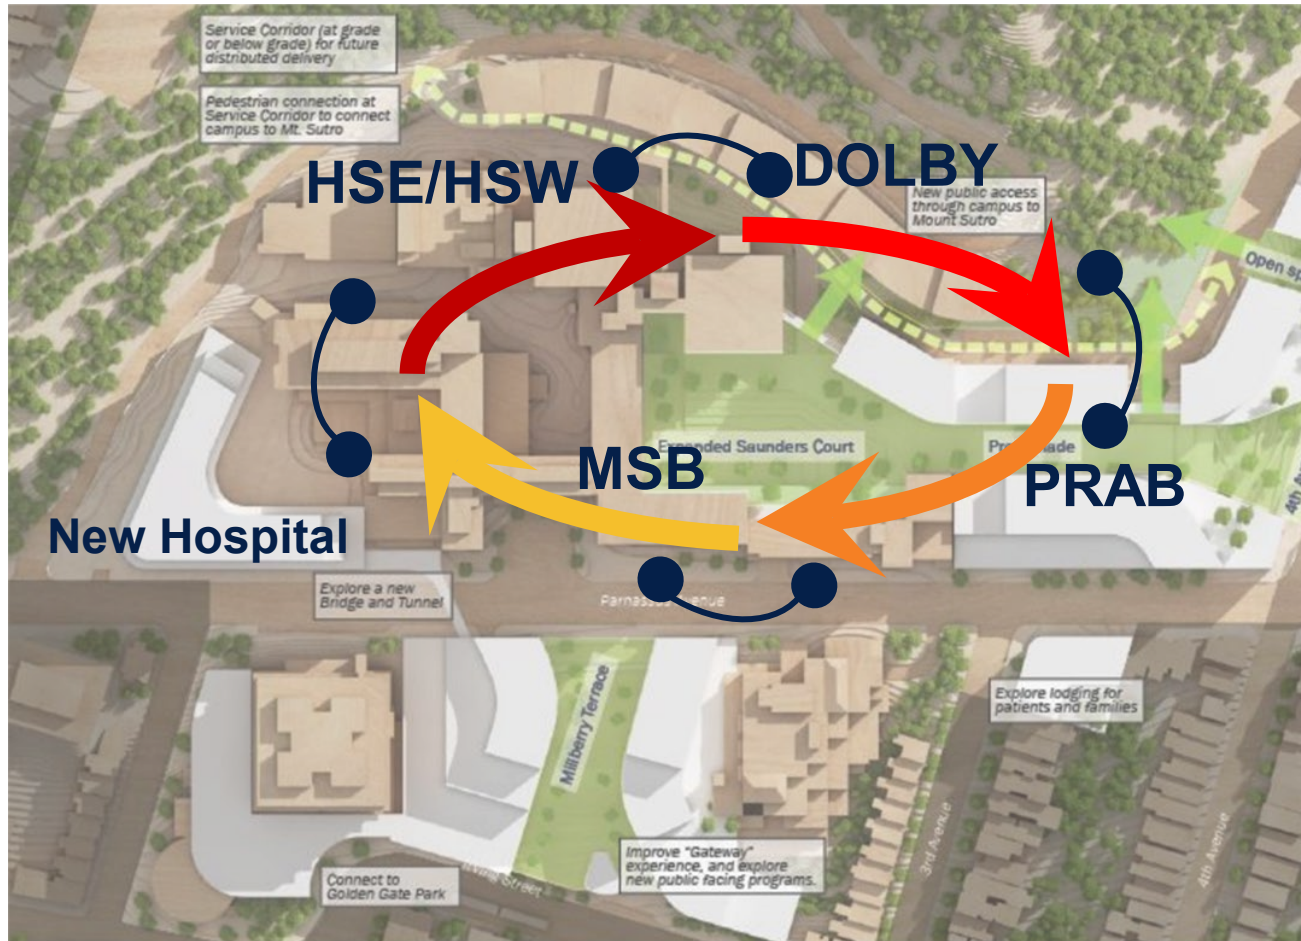 Service Corridor (at grade
or below grade) for future
distributed delivery
Pedestrian connection at
Service Corridor to connect
campus to Mt. Sutro
HSE/HSW
DOLBY
New public access
through campus to
Mount Sutro
Open sp
Expanded Saunders Court
MSB
PRAB
4th Av
New Hospital
Explore a new
Bridge and Tunnel
Parnassus
Millberry Terrace
Explore lodging for
patients and families
3rd Avenue
4th Avenue
Improve "Gateway"
experience, and explore
new public facing programs.
Connect to
Golden Gate Park
Street